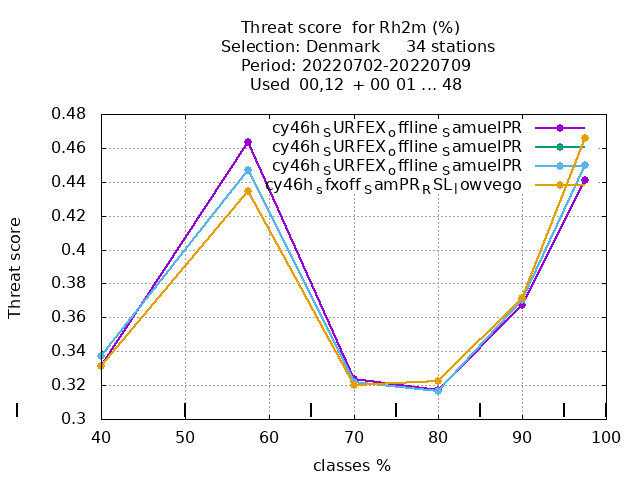 Threat score  for Rh2m (%)
Selection: Denmark     34 stations
Period: 20220702-20220709
Used  00,12  + 00 01 ... 48
0.48
0.46
0.44
0.42
0.4
0.38
0.36
0.34
0.32
0.3
Threat score
cy46h_SURFEX_offline_SamuelPR
cy46h_SURFEX_offline_SamuelPR
cy46h_SURFEX_offline_SamuelPR
cy46h_sfxoff_SamPR_RSL_lowvego
40 50 60 70 80 90 100
classes %